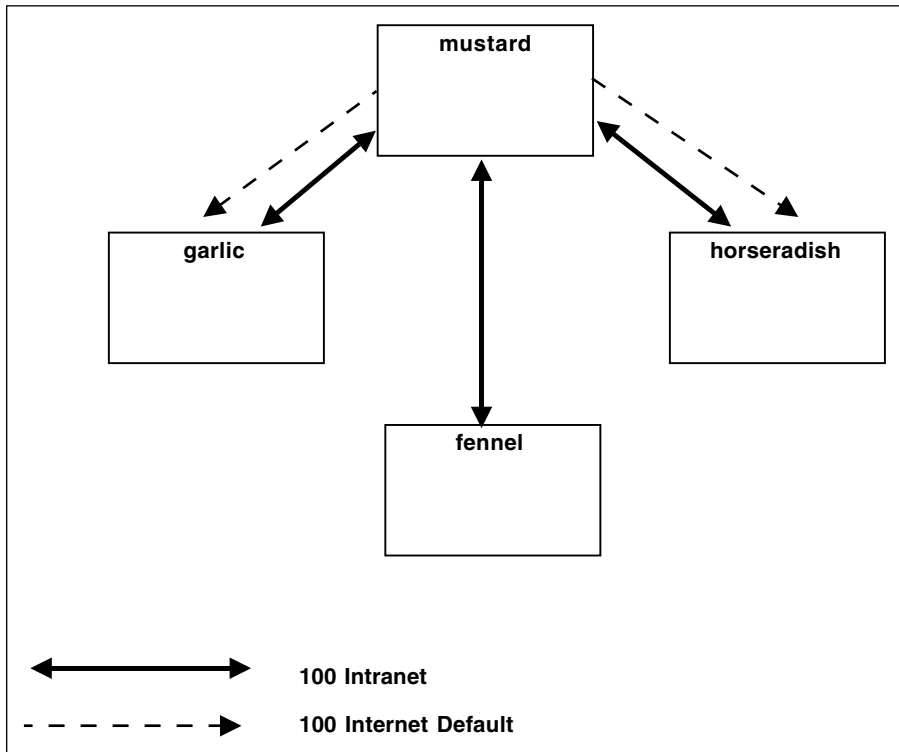 mustard
garlic
horseradish
fennel
100 Intranet
100 Internet Default